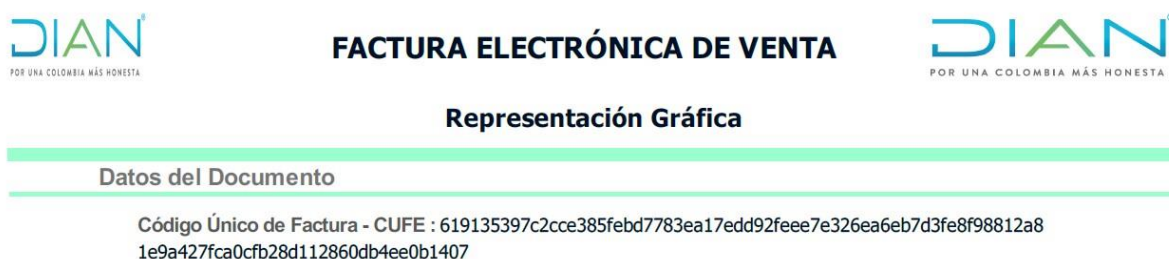 DIAN
POR UNA COLOMBIA MÁS HONESTA
FACTURA ELECTRÓNICA DE VENTA
DIAN
POR UNA COLOMBIA MÁS HONESTA
Representación Gráfica
Datos del Documento
Código Único de Factura - CUFE : 619135397c2cce385febd7783ea17edd92feee7e326ea6eb7d3fe8f98812a8
1e9a427fca0cfb28d112860db4ee0b1407